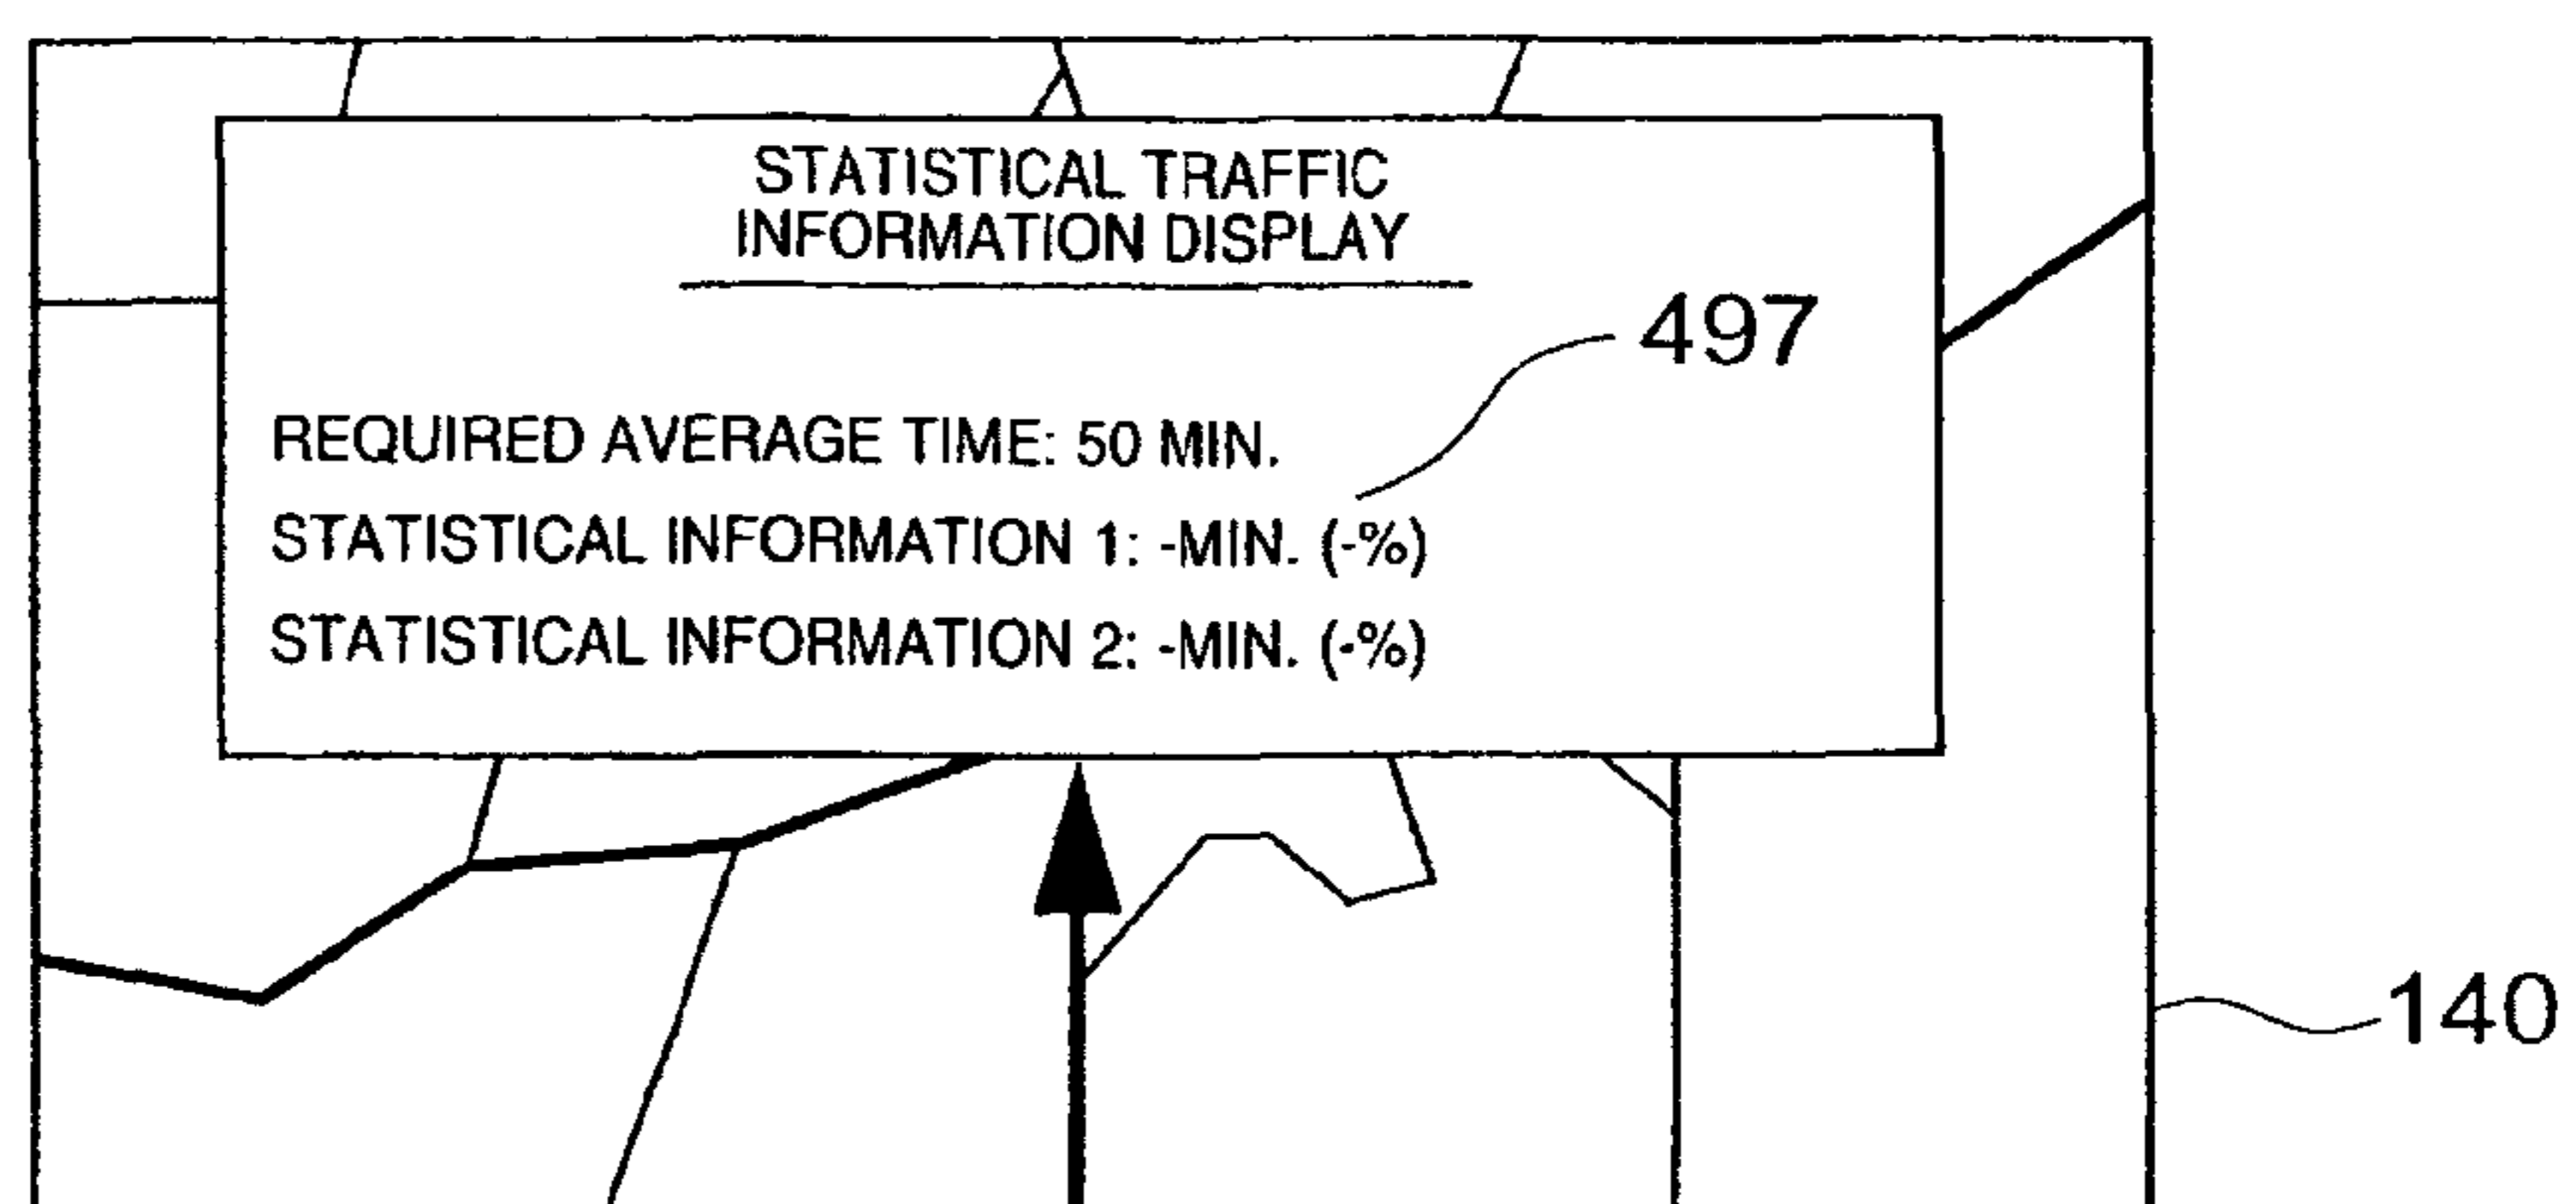 STATISTICAL TRAFFIC
INFORMATION DISPLAY
497
REQUIRED AVERAGE TIME: 50 MIN.
STATISTICAL INFORMATION 1: -MIN. (-%)
STATISTICAL INFORMATION 2: -MIN. (-%)
140